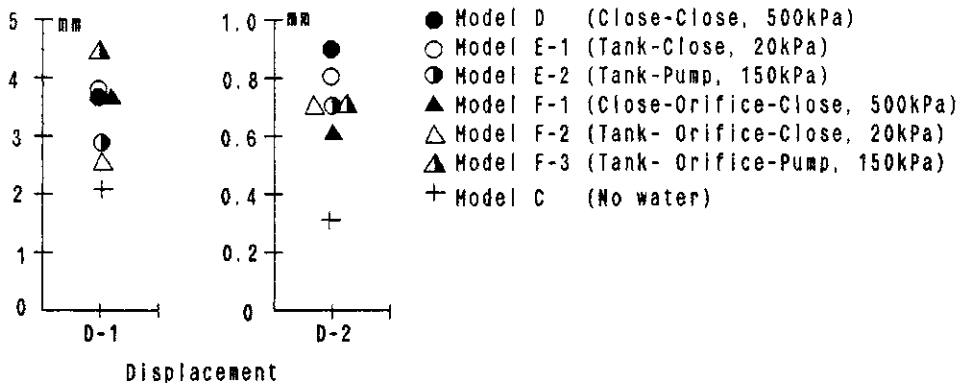 5 mm
4
3
2
1
0
D-1
mm
1.0
0.8
0.6
0.4
0.2
0
D-2
Displacement
Model D (Close-Close, 500kPa)
Model E-1 (Tank-Close, 20kPa)
Model E-2 (Tank-Pump, 150kPa)
Model F-1 (Close-Orifice-Close, 500kPa)
Model F-2 (Tank- Orifice-Close, 20kPa)
Model F-3 (Tank- Orifice-Pump, 150kPa)
Model C (No water)